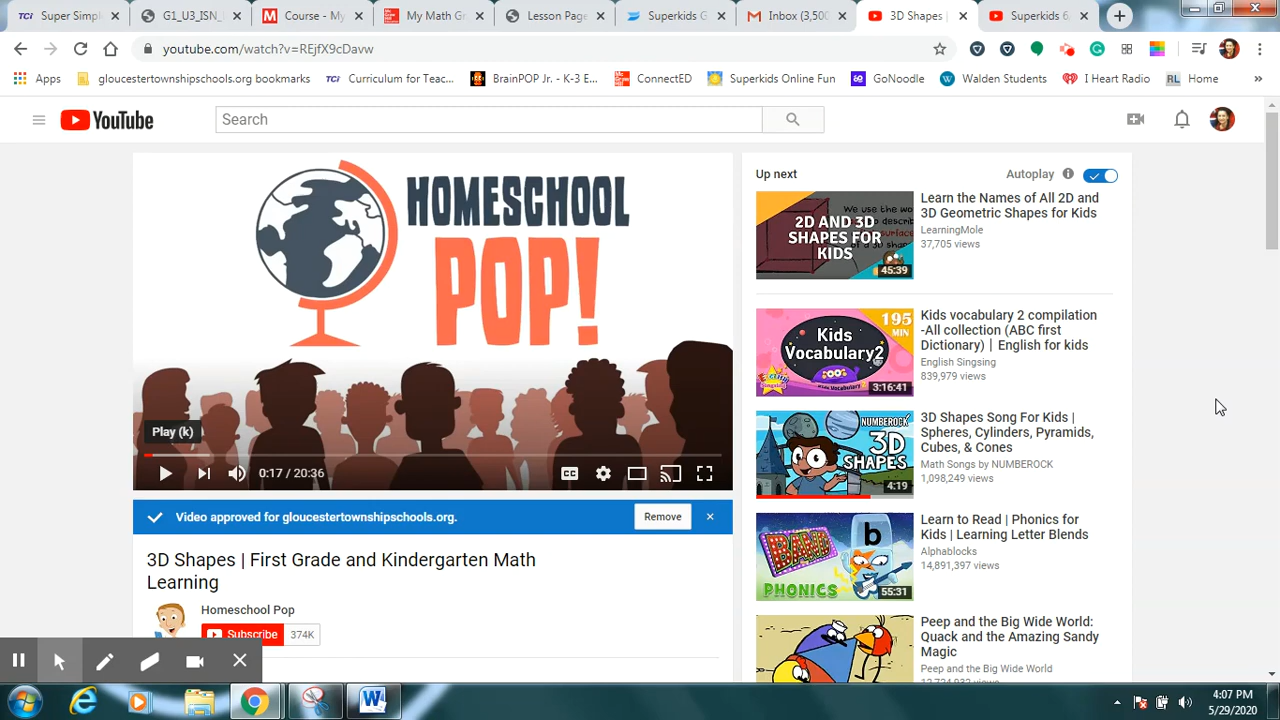 TCi Super Simple
G1_U3_ISN_
Course - My
My Math Gr
Lesson Page
Superkids G
Inbox (3,500
3D Shapes |
Superkids 6
youtube.com/watch?v=REjfX9cDavw
Apps
gloucestertownshipschools.org bookmarks
TCi Curriculum for Teac...
BrainPOP Jr. - K-3 E...
ConnectED
Superkids Online Fun
GoNoodle
Walden Students
I Heart Radio
RL Home
»
YouTube
Search
HOMESCHOOL
POP!
Play (k)
0:17 / 20:36
CC
Video approved for gloucestertownshipschools.org.
Remove
3D Shapes | First Grade and Kindergarten Math
Learning
Homeschool Pop
Subscribe 374K
Up next
Autoplay
2D AND 3D
SHAPES FOR
KIDS
45:39
Learn the Names of All 2D and
3D Geometric Shapes for Kids
LearningMole
37,705 views
195
MIN
Kids
Vocabulary2
3:16:41
Kids vocabulary 2 compilation
-All collection (ABC first
Dictionary) | English for kids
English Singsing
839,979 views
NUMBEROCK
3D
SHAPES
4:19
3D Shapes Song For Kids |
Spheres, Cylinders, Pyramids,
Cubes, & Cones
Math Songs by NUMBEROCK
1,098,249 views
BAND
b
PHONICS
55:31
Learn to Read | Phonics for
Kids | Learning Letter Blends
Alphablocks
14,891,397 views
Peep and the Big Wide World:
Quack and the Amazing Sandy
Magic
Peep and the Big Wide World
4:07 PM
5/29/2020